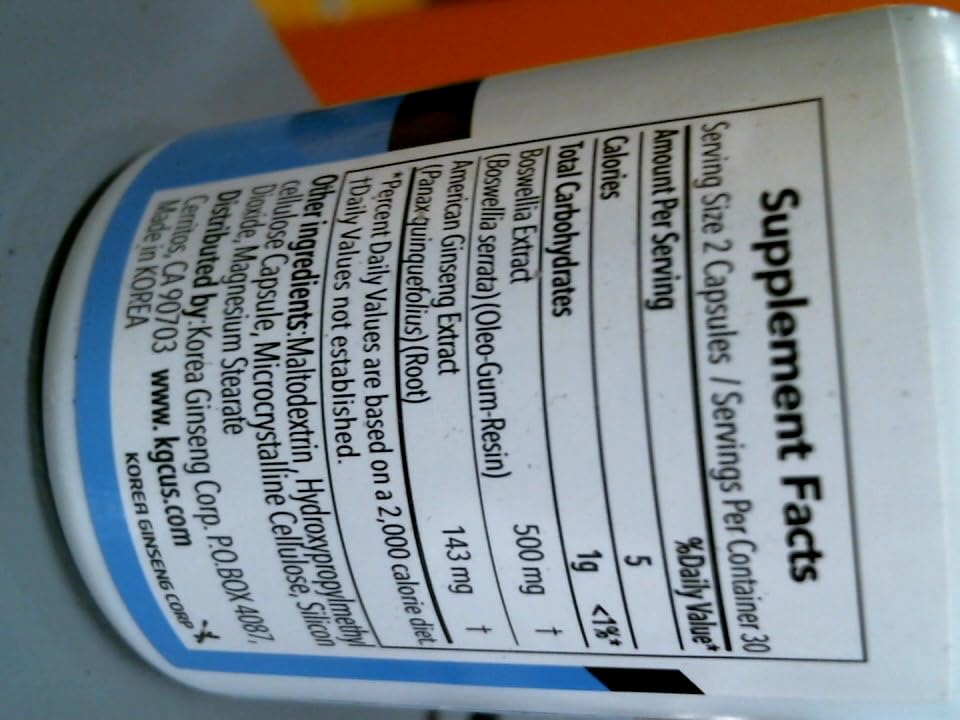 Supplement Facts
Serving Size 2 Capsules / Servings Per Container 30
Amount Per Serving %Daily Value*
Calories 5
Total Carbohydrates 1g <1%*
Boswellia Extract 500 mg †
(Boswellia serrata) (Oleo-Gum-Resin)
American Ginseng Extract 143 mg †
(Panax quinquefolius) (Root)
*Percent Daily Values are based on a 2,000 calorie diet.
†Daily Values not established.
Other ingredients:Maltodextrin, Hydroxypropylmethyl
cellulose Capsule, Microcrystalline Cellulose, Silicon
Dioxide, Magnesium Stearate
Distributed by:Korea Ginseng Corp. P.O.BOX 4087,
Cerritos, CA 90703 www.kgcus.com
Made in KOREA
KOREA GINSENG CORP